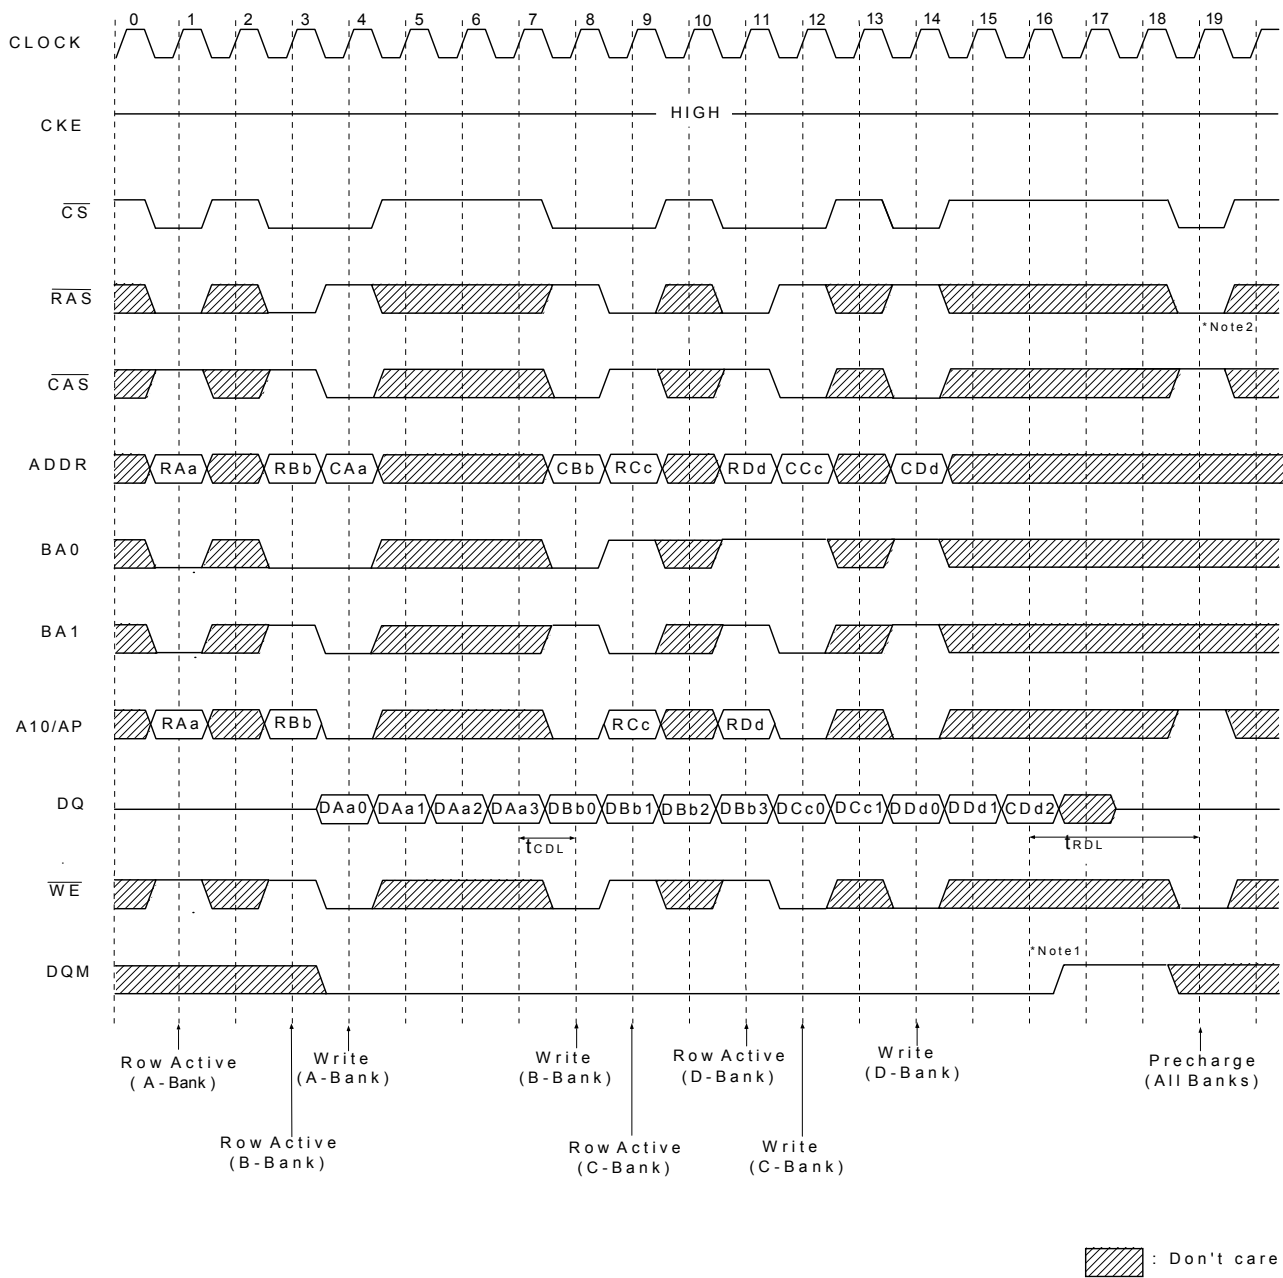 0 1 2 3 4 5 6 7 8 9 10 11 12 13 14 15 16 17 18 19
CLOCK
HIGH
CKE
CS
RAS
*Note2
CAS
ADDR RAa RBb CAa CBb RCc RDd CCc CDd
BA0
BA1
A10/AP RAa RBb RCc RDd
DQ DAa0 DAa1 DAa2 DAa3 DBb0 DBb1 DBb2 DBb3 DCc0 DCc1 DDd0 DDd1 CDd2
tCDL tRDL
WE
*Note1
DQM
Row Active
(A-Bank)
Write
(A-Bank)
Write
(B-Bank)
Row Active
(D-Bank)
Write
(D-Bank)
Precharge
(All Banks)
Row Active
(B-Bank)
Row Active
(C-Bank)
Write
(C-Bank)
: Don't care